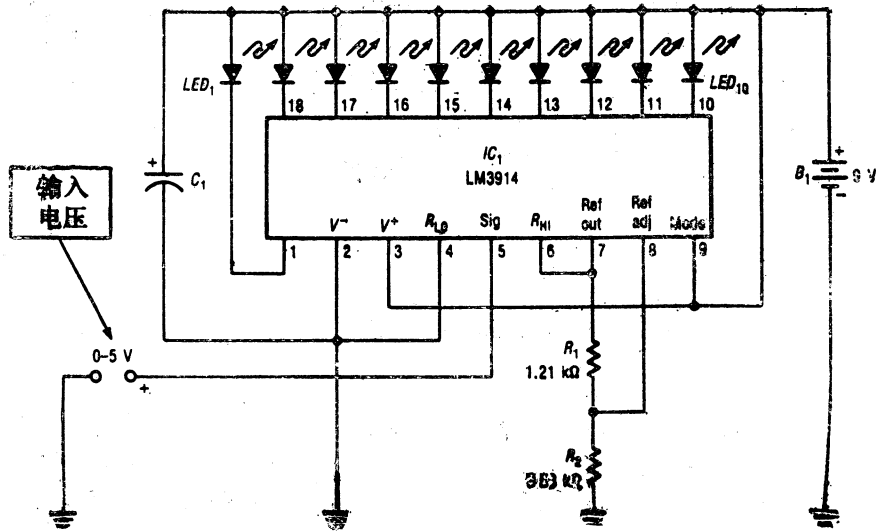 LED1
LED10
18 17 16 15 14 13 12 11 10
IC1
LM3914
+
C1
B1
+
9 V
输入
电压
V− V+ RLO Sig RHI Ref out Ref adj Mode
1 2 3 4 5 6 7 8 9
0-5 V
+
R1
1.21 kΩ
R2
kΩ